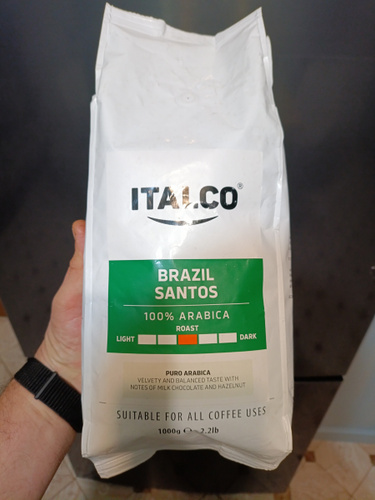 ITALCO®
BRAZIL
SANTOS
100% ARABICA
ROAST
LIGHT DARK
PURO ARABICA
VELVETY AND BALANCED TASTE WITH
NOTES OF MILK CHOCOLATE AND HAZELNUT
SUITABLE FOR ALL COFFEE USES
1000g ℮ - 2.2lb